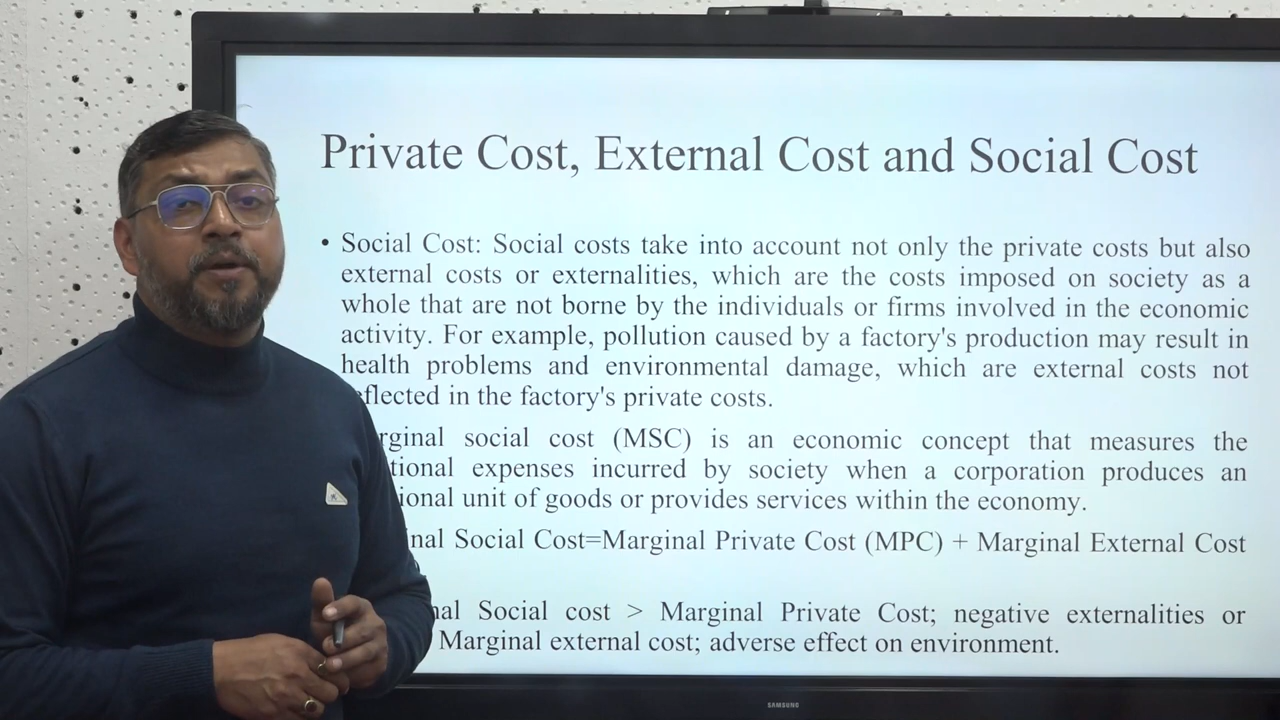 Private Cost, External Cost and Social Cost
• Social Cost: Social costs take into account not only the private costs but also
external costs or externalities, which are the costs imposed on society as a
whole that are not borne by the individuals or firms involved in the economic
activity. For example, pollution caused by a factory's production may result in
health problems and environmental damage, which are external costs not
eflected in the factory's private costs.
rginal social cost (MSC) is an economic concept that measures the
tional expenses incurred by society when a corporation produces an
ional unit of goods or provides services within the economy.
inal Social Cost=Marginal Private Cost (MPC) + Marginal External Cost
)
nal Social cost > Marginal Private Cost; negative externalities or
Marginal external cost; adverse effect on environment.
SAMSUNG